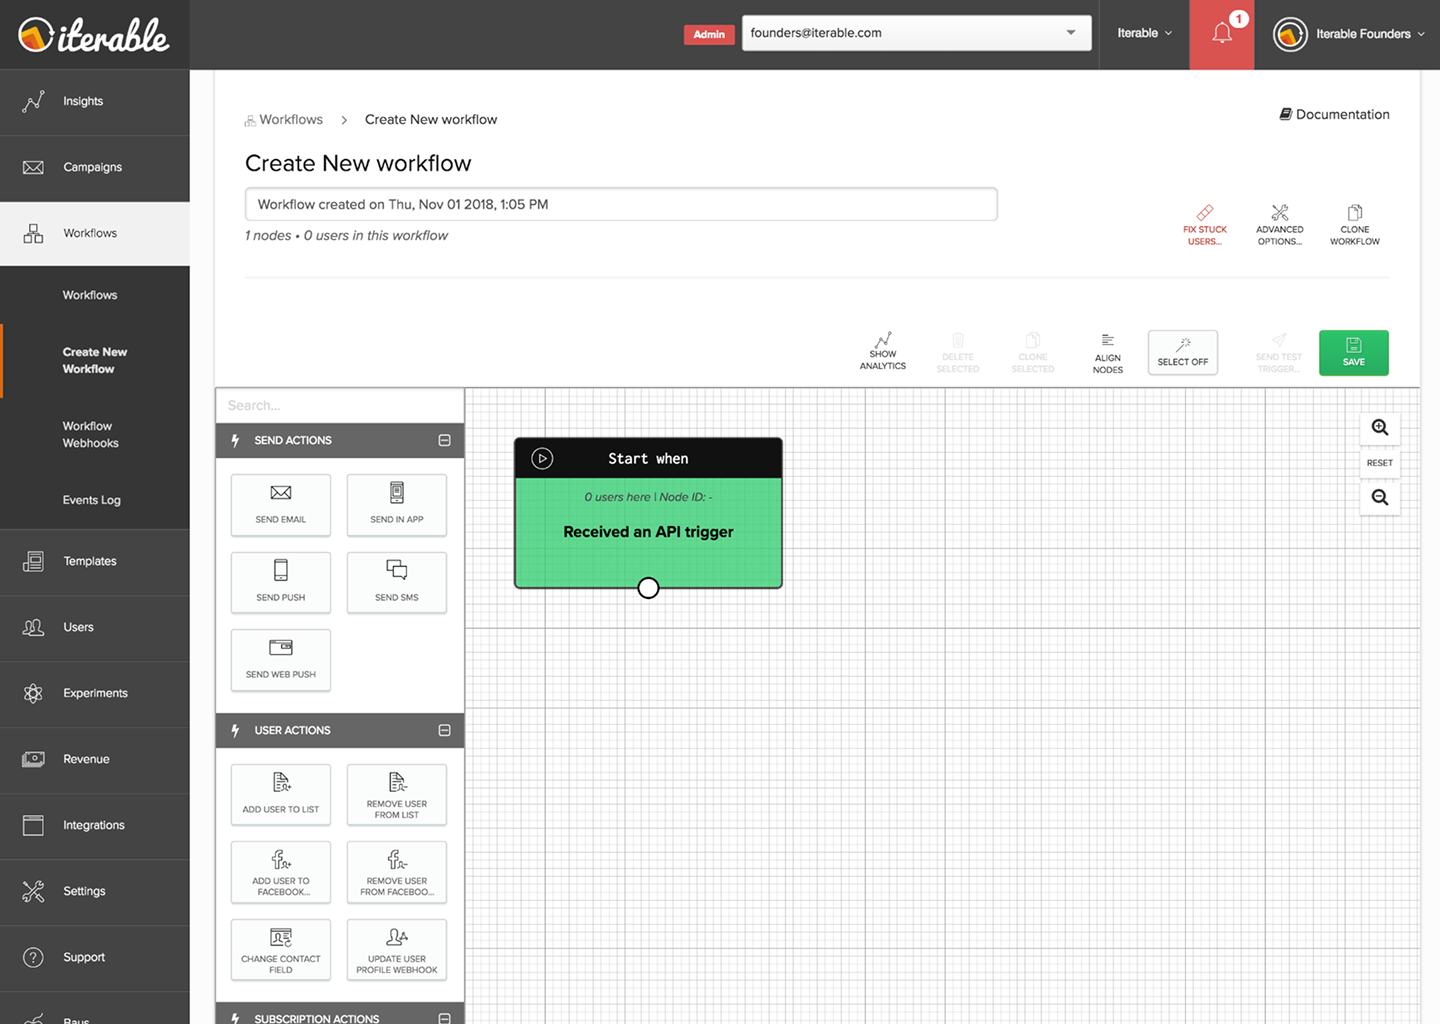 iterable
Admin
founders@iterable.com
Iterable
1
Iterable Founders
Insights
Campaigns
Workflows
Workflows
Create New
Workflow
Workflow
Webhooks
Events Log
Templates
Users
Experiments
Revenue
Integrations
Settings
Support
Workflows > Create New workflow
Documentation
Create New workflow
Workflow created on Thu, Nov 01 2018, 1:05 PM
1 nodes • 0 users in this workflow
FIX STUCK
USERS...
ADVANCED
OPTIONS...
CLONE
WORKFLOW
SHOW
ANALYTICS
DELETE
SELECTED
CLONE
SELECTED
ALIGN
NODES
SELECT OFF
SEND TEST
TRIGGER...
SAVE
Search...
SEND ACTIONS
SEND EMAIL
SEND IN APP
SEND PUSH
SEND SMS
SEND WEB PUSH
USER ACTIONS
ADD USER TO LIST
REMOVE USER
FROM LIST
ADD USER TO
FACEBOOK...
REMOVE USER
FROM FACEBOO...
CHANGE CONTACT
FIELD
UPDATE USER
PROFILE WEBHOOK
SUBSCRIPTION ACTIONS
Start when
0 users here | Node ID: -
Received an API trigger
RESET